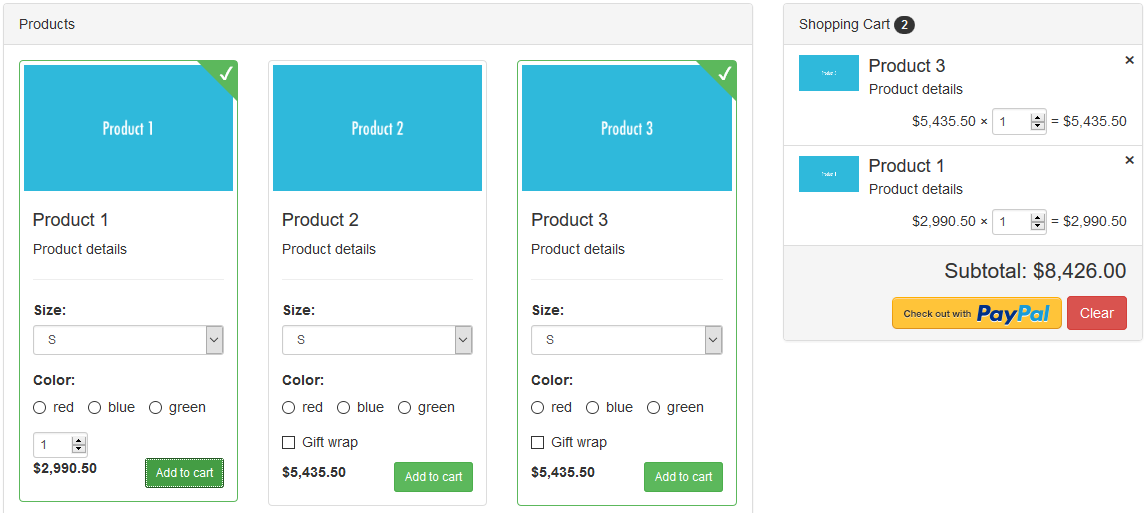 Products
Product 1
Product 1
Product details
Size:
S
Color:
red blue green
1
$2,990.50
Add to cart
Product 2
Product 2
Product details
Size:
S
Color:
red blue green
Gift wrap
$5,435.50
Add to cart
Product 3
Product 3
Product details
Size:
S
Color:
red blue green
Gift wrap
$5,435.50
Add to cart
Shopping Cart 2
Product 3
Product details
$5,435.50 × 1 = $5,435.50
Product 1
Product details
$2,990.50 × 1 = $2,990.50
Subtotal: $8,426.00
Check out with PayPal
Clear